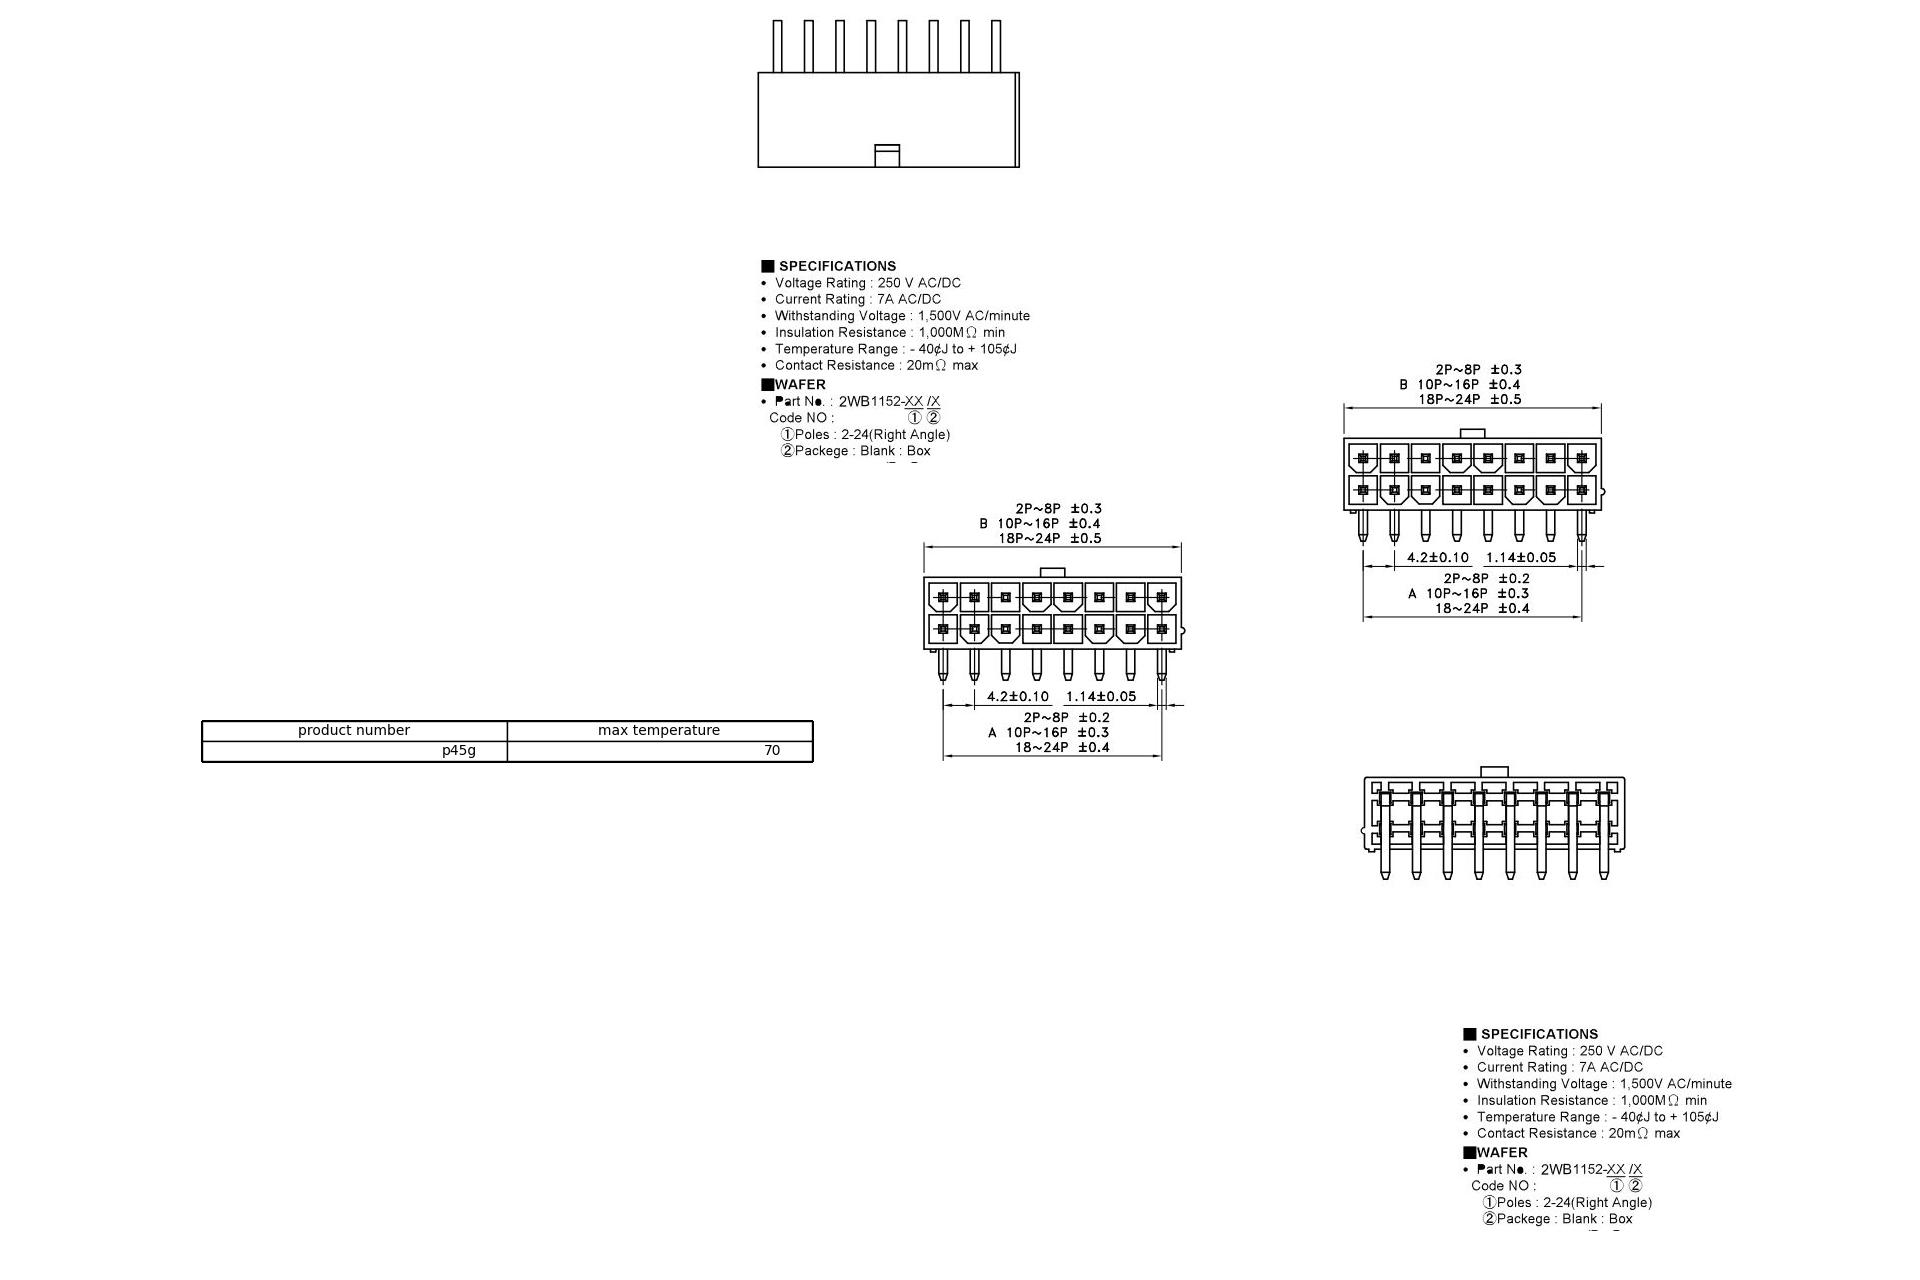 ■ SPECIFICATIONS
• Voltage Rating : 250 V AC/DC
• Current Rating : 7A AC/DC
• Withstanding Voltage : 1,500V AC/minute
• Insulation Resistance : 1,000MΩ min
• Temperature Range : - 40¢J to + 105¢J
• Contact Resistance : 20mΩ max
■WAFER
• Part No. : 2WB1152-XX /X
Code NO : ① ②
①Poles : 2-24(Right Angle)
②Packege : Blank : Box
2P~8P ±0.3
B 10P~16P ±0.4
18P~24P ±0.5
4.2±0.10 1.14±0.05
2P~8P ±0.2
A 10P~16P ±0.3
18~24P ±0.4
2P~8P ±0.3
B 10P~16P ±0.4
18P~24P ±0.5
4.2±0.10 1.14±0.05
2P~8P ±0.2
A 10P~16P ±0.3
18~24P ±0.4
product number max temperature
p45g 70
■ SPECIFICATIONS
• Voltage Rating : 250 V AC/DC
• Current Rating : 7A AC/DC
• Withstanding Voltage : 1,500V AC/minute
• Insulation Resistance : 1,000MΩ min
• Temperature Range : - 40¢J to + 105¢J
• Contact Resistance : 20mΩ max
■WAFER
• Part No. : 2WB1152-XX /X
Code NO : ① ②
①Poles : 2-24(Right Angle)
②Packege : Blank : Box